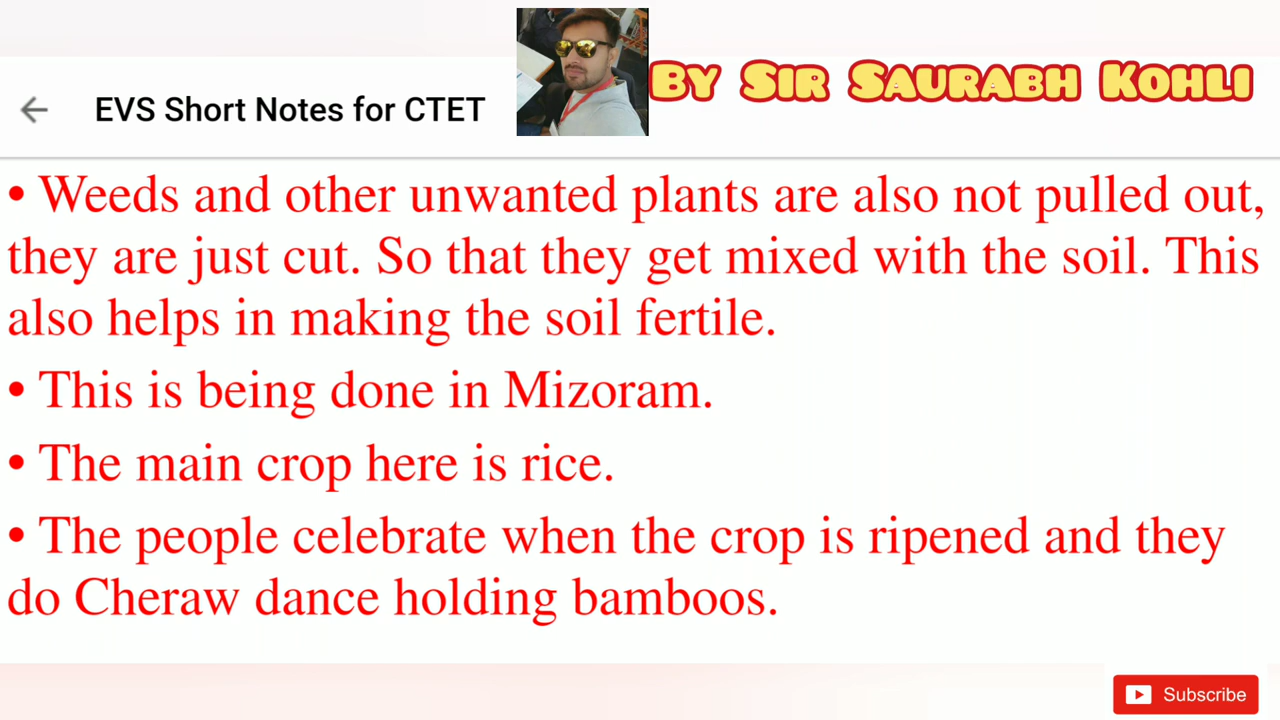 By Sir Saurabh Kohli
EVS Short Notes for CTET
• Weeds and other unwanted plants are also not pulled out,
they are just cut. So that they get mixed with the soil. This
also helps in making the soil fertile.
• This is being done in Mizoram.
• The main crop here is rice.
• The people celebrate when the crop is ripened and they
do Cheraw dance holding bamboos.
Subscribe